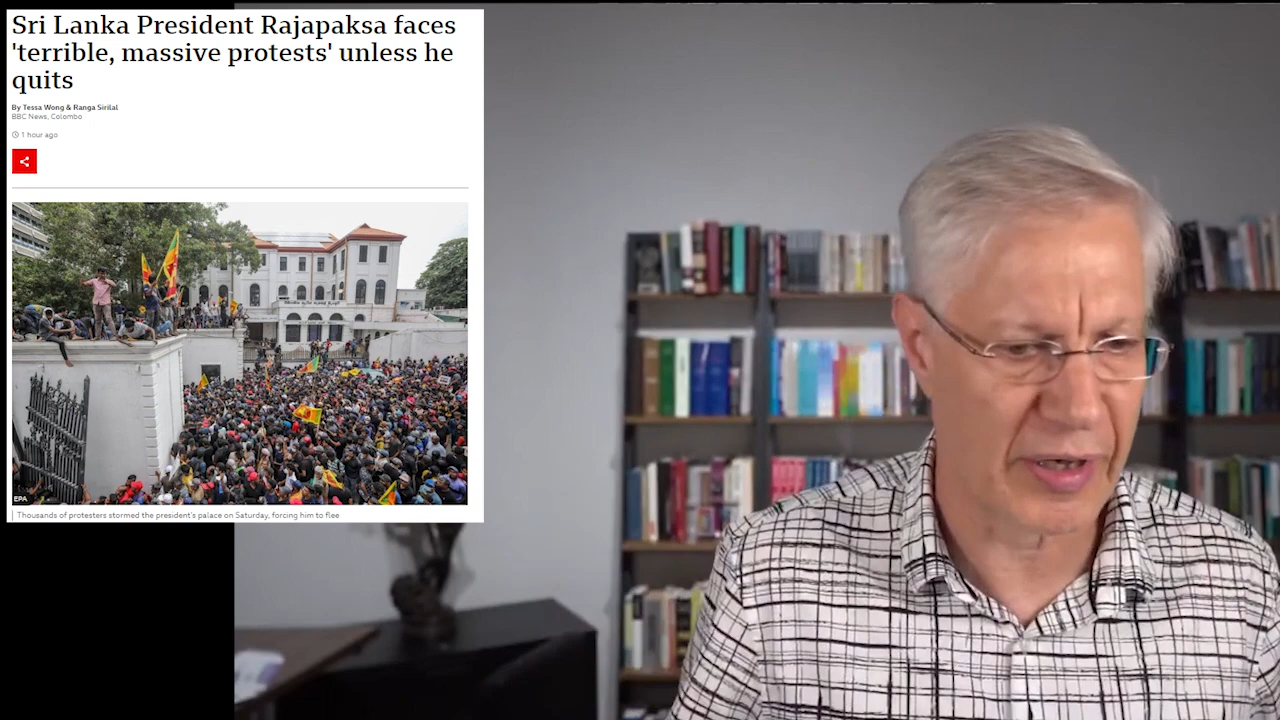 Sri Lanka President Rajapaksa faces
'terrible, massive protests' unless he
quits
By Tessa Wong & Ranga Sirilal
BBC News, Colombo
1 hour ago
EPA
Thousands of protesters stormed the president's palace on Saturday, forcing him to flee